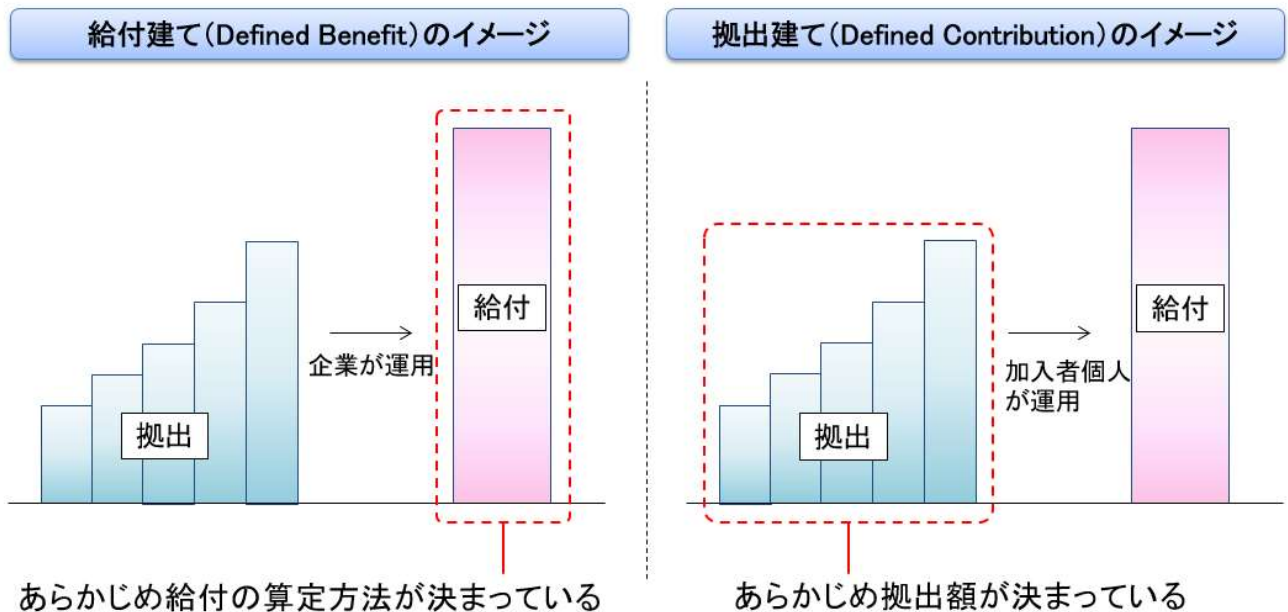 給付建て(Defined Benefit)のイメージ
給付
企業が運用
拠出
あらかじめ給付の算定方法が決まっている
拠出建て(Defined Contribution)のイメージ
給付
加入者個人
が運用
拠出
あらかじめ拠出額が決まっている